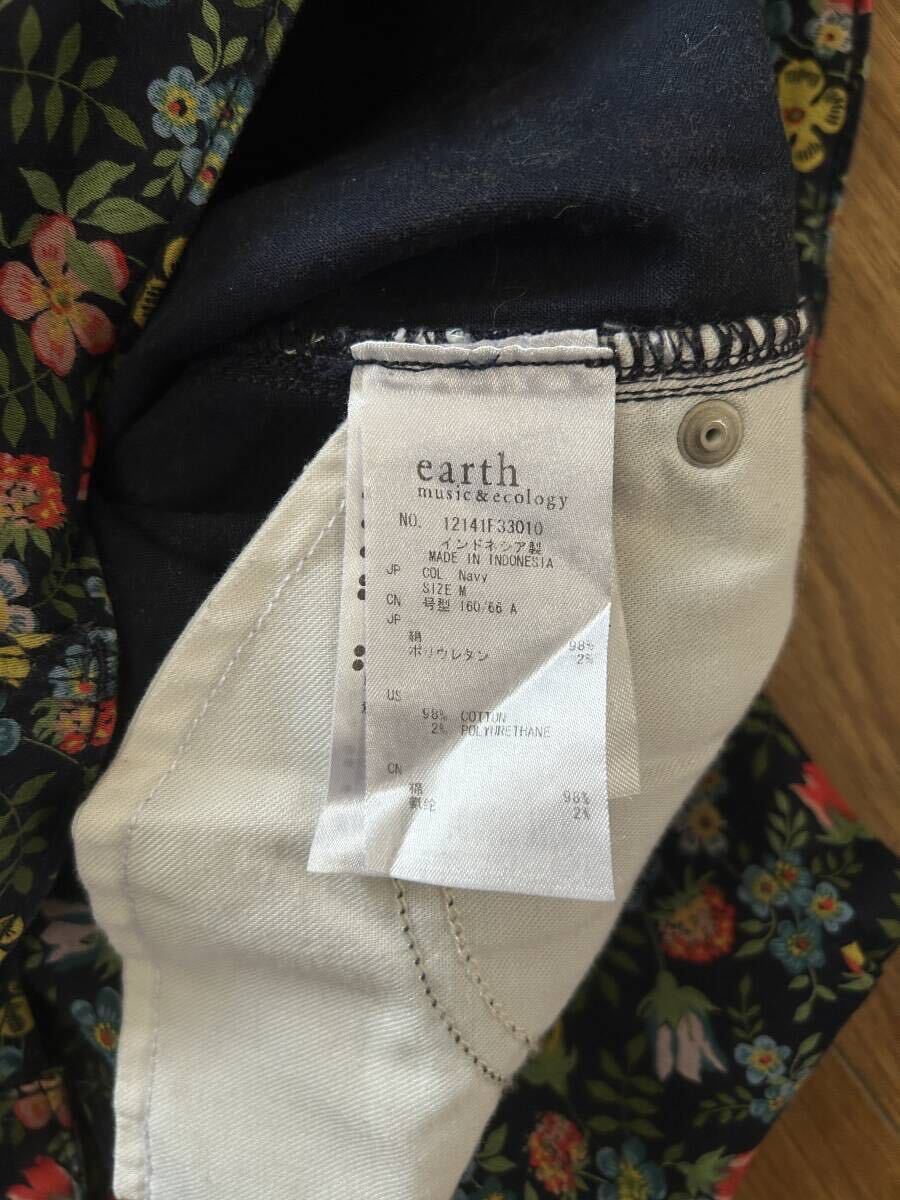 earth
music&ecology
NO. 12141F33010
インドネシア製
MADE IN INDONESIA
JP COL Navy
SIZE M
CN 号型 160/66 A
JP
綿 98%
ポリウレタン 2%
US
98% COTTON
2% POLYURETHANE
CN
棉 98%
氨纶 2%